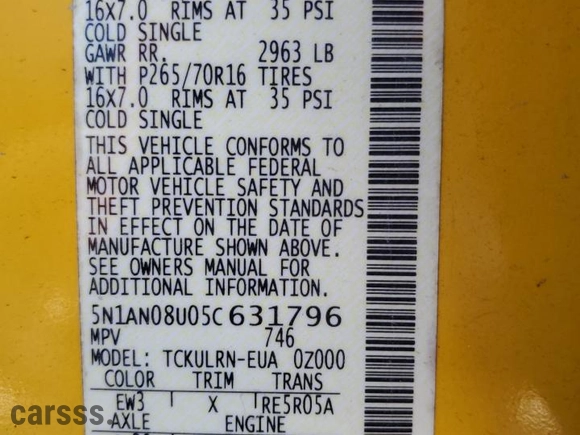 16X7.0 RIMS AT 35 PSI
COLD SINGLE
GAWR RR. 2963 LB
WITH P265/70R16 TIRES
16X7.0 RIMS AT 35 PSI
COLD SINGLE
THIS VEHICLE CONFORMS TO
ALL APPLICABLE FEDERAL
MOTOR VEHICLE SAFETY AND
THEFT PREVENTION STANDARDS
IN EFFECT ON THE DATE OF
MANUFACTURE SHOWN ABOVE.
SEE OWNERS MANUAL FOR
ADDITIONAL INFORMATION.
5N1AN08U05C631796
MPV 746
MODEL: TCKULRN-EUA 0Z000
COLOR TRIM TRANS
EW3 X RE5R05A
AXLE ENGINE
carsss.